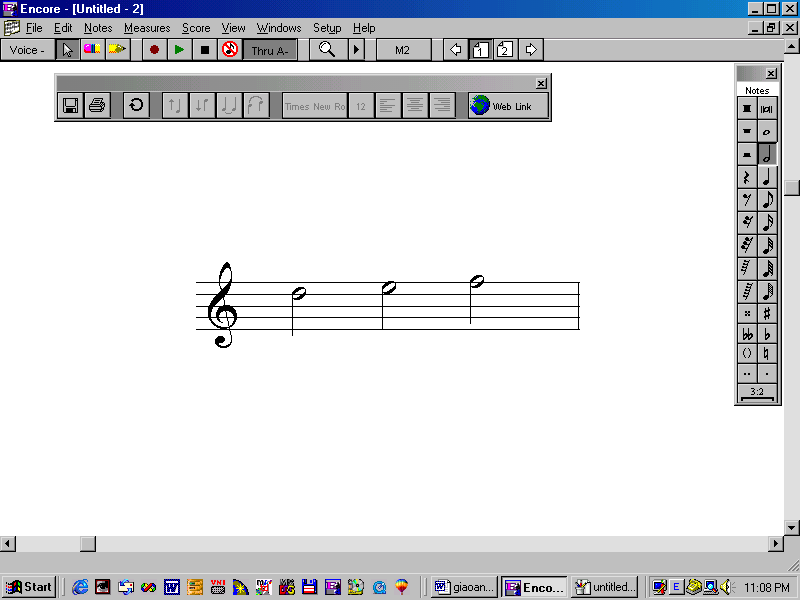 Encore - [Untitled - 2]
File Edit Notes Measures Score View Windows Setup Help
Voice - Thru A- M2 1 2
Times New Ro 12 Web Link
Notes
3:2
Start giaoan... Enco... untitled... E 11:08 PM